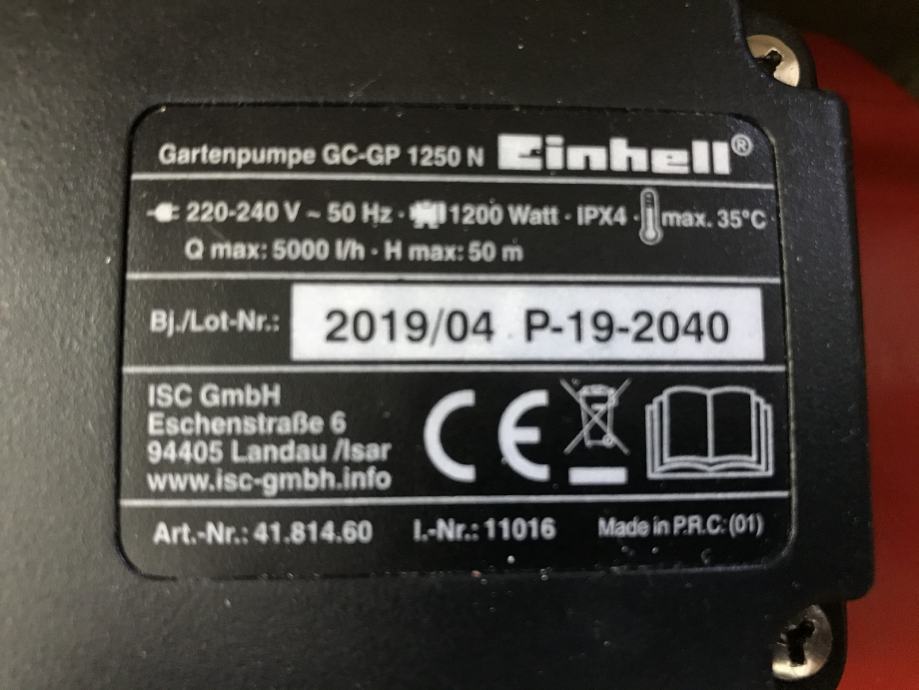 Gartenpumpe GC-GP 1250 N Einhell®
220-240 V ~ 50 Hz · 1200 Watt · IPX4 · max. 35°C
Q max: 5000 l/h · H max: 50 m
Bj./Lot-Nr.: 2019/04 P-19-2040
ISC GmbH
Eschenstraße 6
94405 Landau /Isar
www.isc-gmbh.info
CE
Art.-Nr.: 41.814.60 I.-Nr.: 11016 Made in P.R.C. (01)